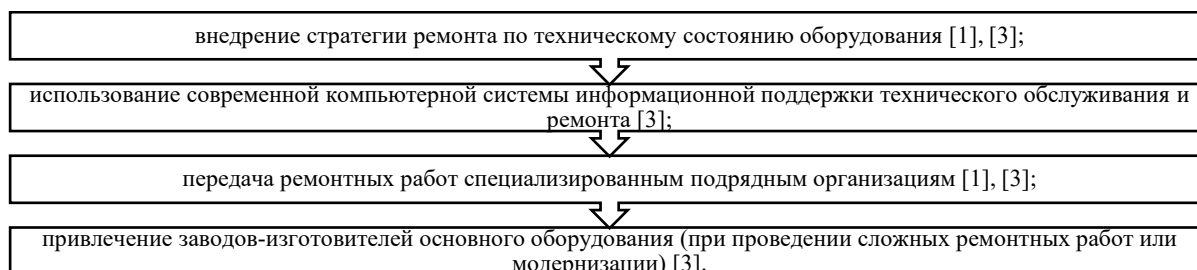 внедрение стратегии ремонта по техническому состоянию оборудования [1], [3];
использование современной компьютерной системы информационной поддержки технического обслуживания и
ремонта [3];
передача ремонтных работ специализированным подрядным организациям [1], [3];
привлечение заводов-изготовителей основного оборудования (при проведении сложных ремонтных работ или
модернизации) [3].